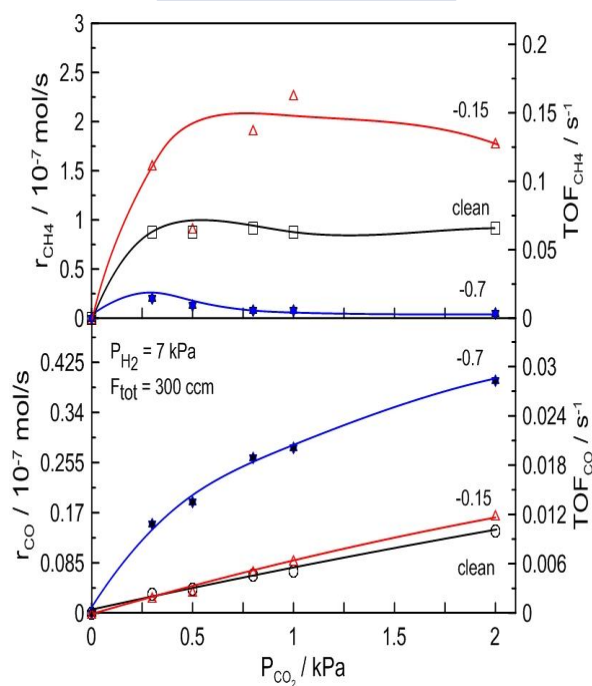 3
2.5
2
1.5
1
0.5
0
r_CH4 / 10^-7 mol/s
0.2
0.15
0.1
0.05
0
TOF_CH4 / s^-1
-0.15
clean
-0.7
P_H2 = 7 kPa
F_tot = 300 ccm
0.425
0.34
0.255
0.17
0.085
0
r_CO / 10^-7 mol/s
0.03
0.024
0.018
0.012
0.006
0
TOF_CO / s^-1
-0.7
-0.15
clean
0 0.5 1 1.5 2
P_CO2 / kPa